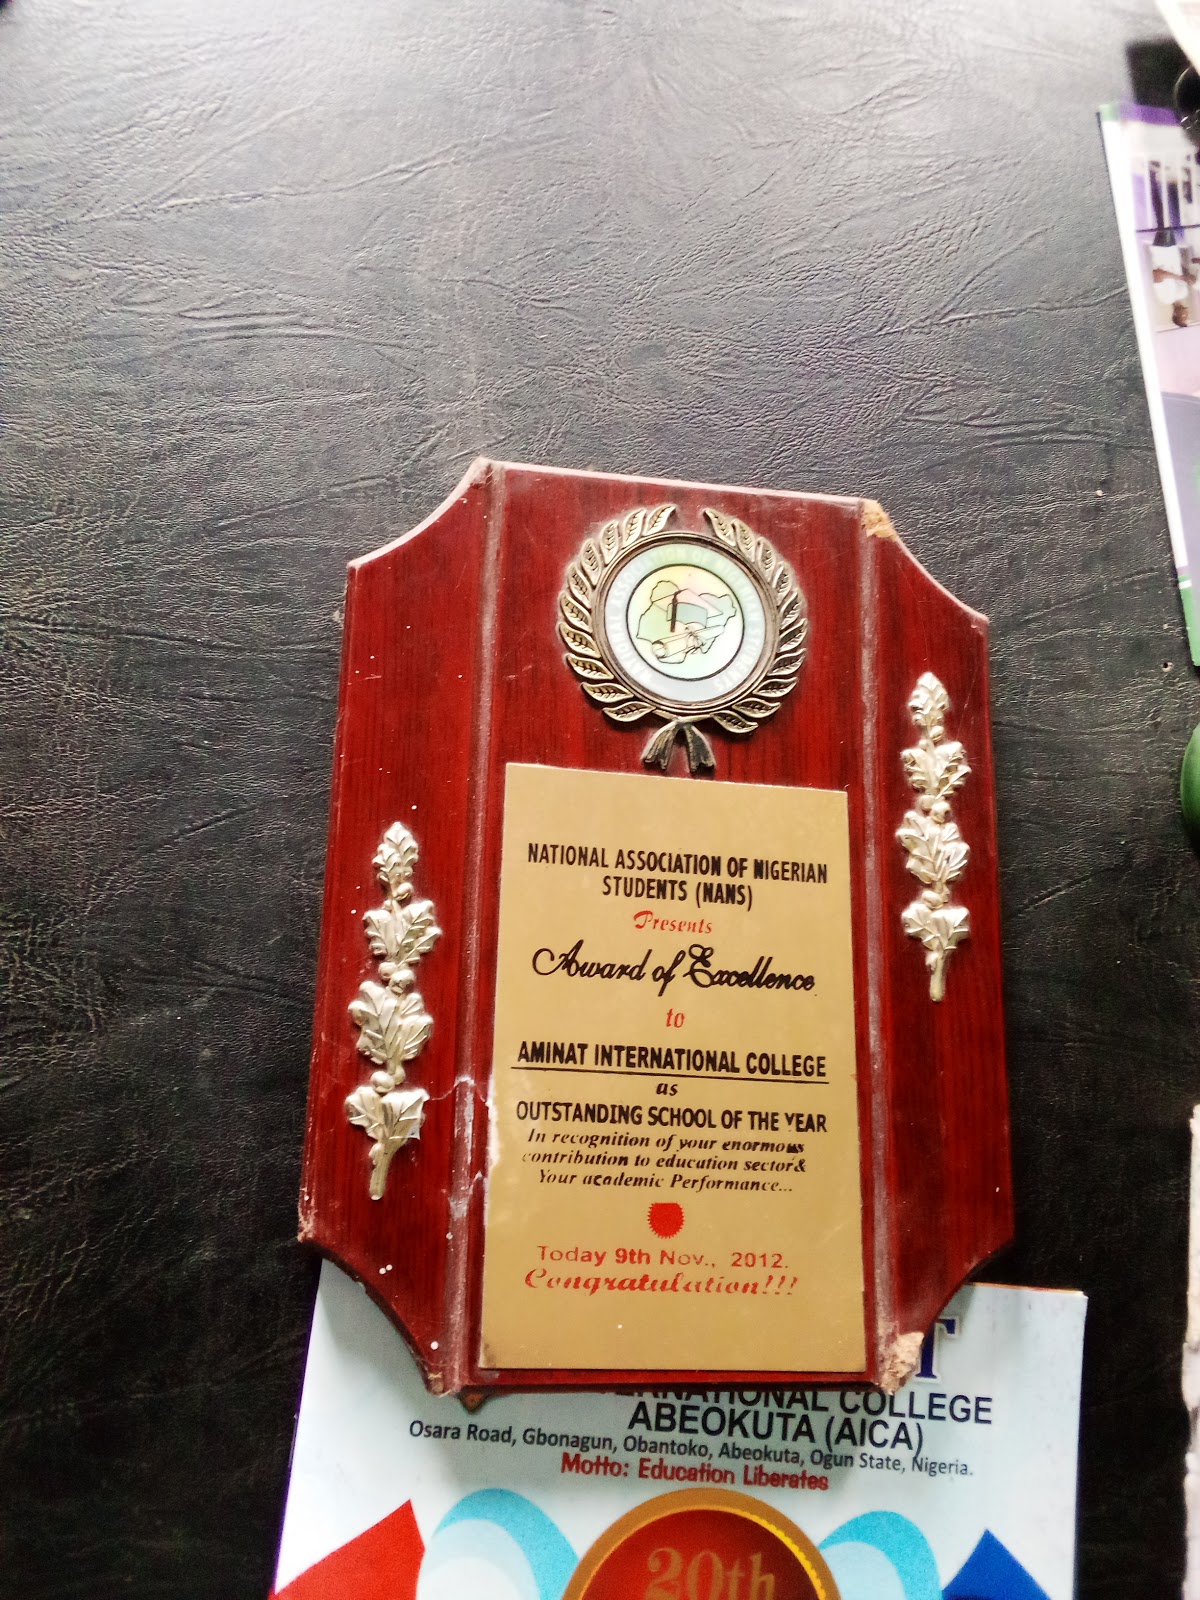 NATIONAL ASSOCIATION OF NIGERIAN
STUDENTS (NANS)
Presents
Award of Excellence
to
AMINAT INTERNATIONAL COLLEGE
as
OUTSTANDING SCHOOL OF THE YEAR
In recognition of your enormous
contribution to education sector&
Your academic Performance...
Today 9th Nov., 2012.
Congratulation!!!
COLLEGE
ABEOKUTA (AICA)
Osara Road, Gbonagun, Obantoko, Abeokuta, Ogun State, Nigeria.
Motto: Education Liberates
20th